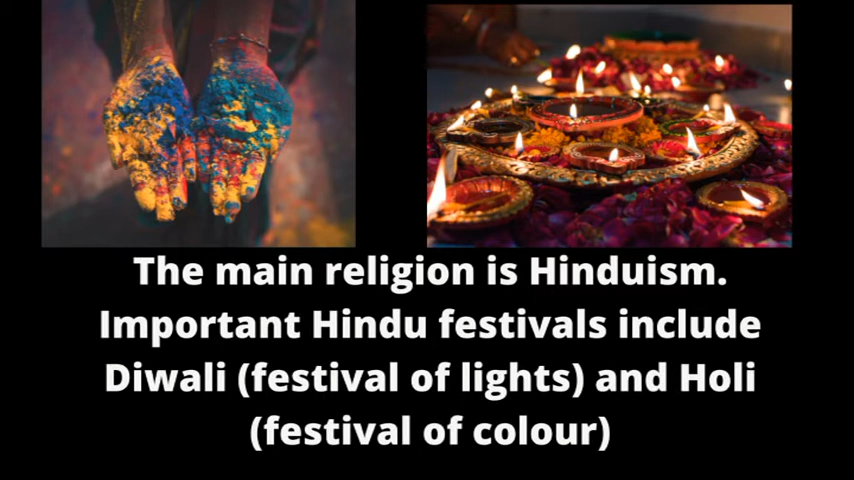 The main religion is Hinduism.
Important Hindu festivals include
Diwali (festival of lights) and Holi
(festival of colour)